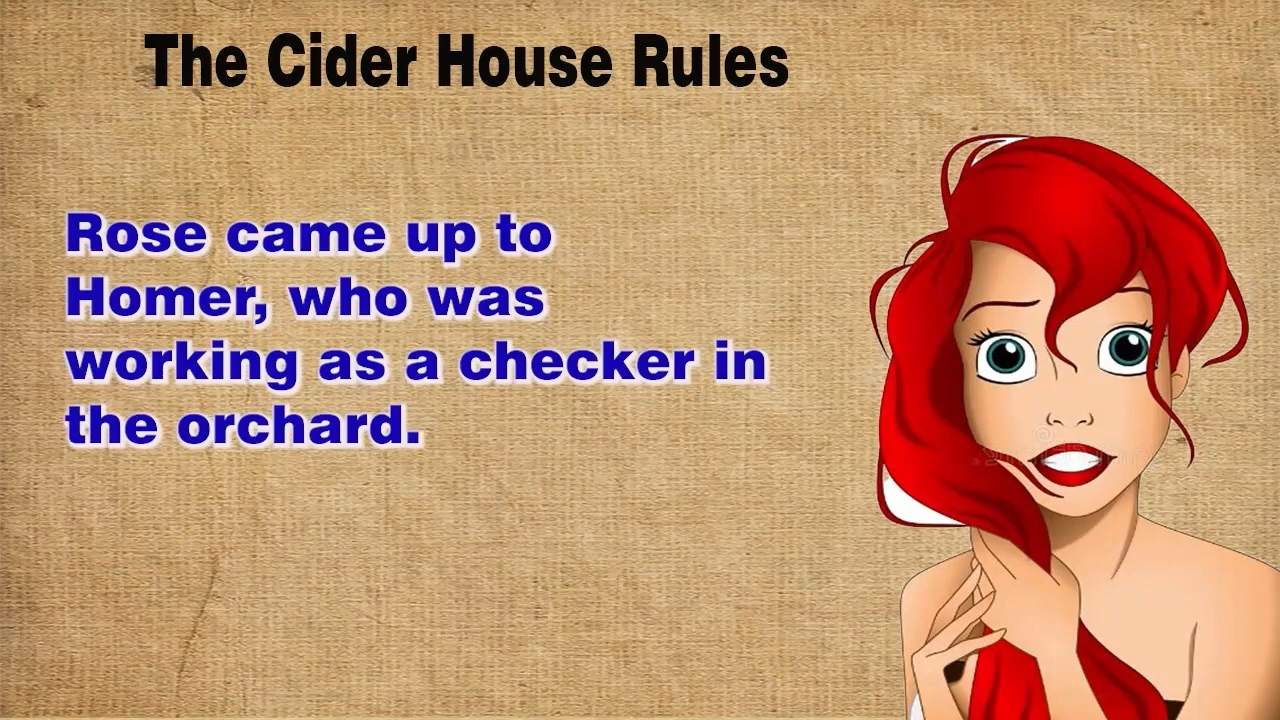 The Cider House Rules
Rose came up to
Homer, who was
working as a checker in
the orchard.